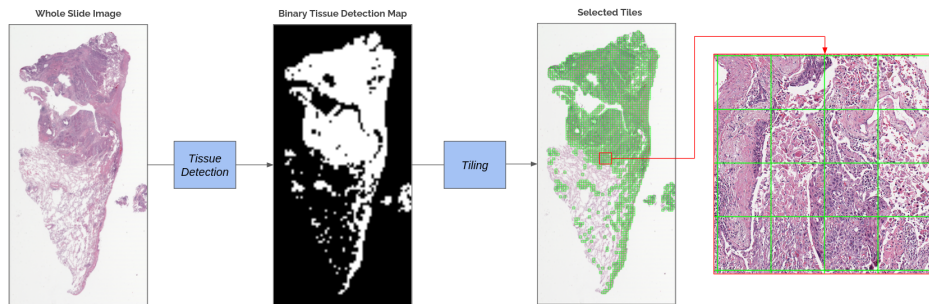 Whole Slide Image
Binary Tissue Detection Map
Selected Tiles
Tissue
Detection
Tiling